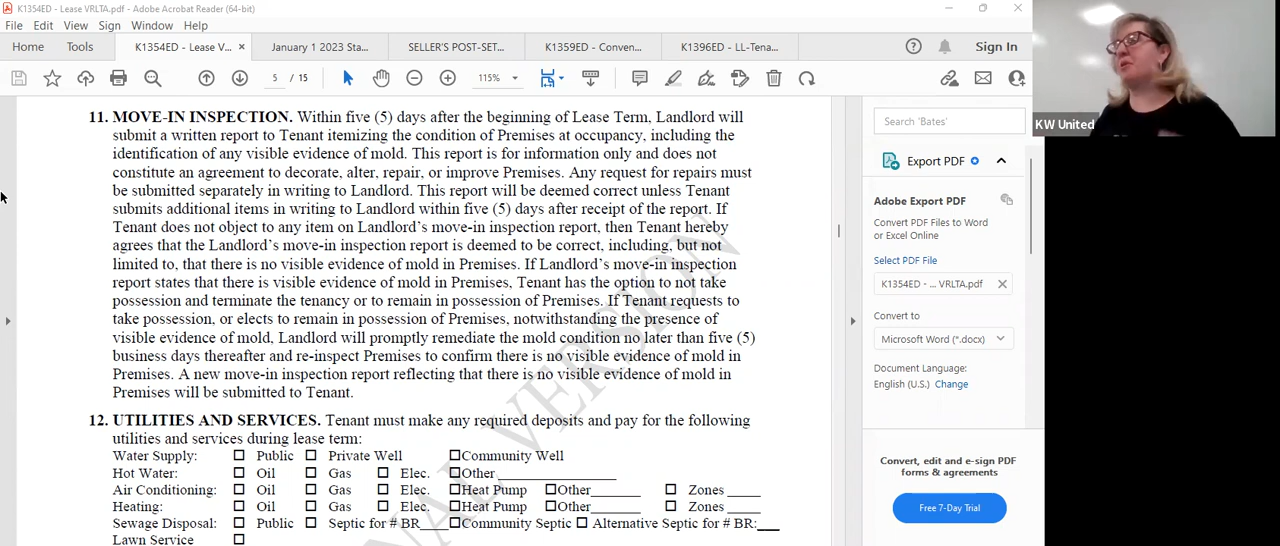 K1354ED - Lease VRLTA.pdf - Adobe Acrobat Reader (64-bit)
File Edit View Sign Window Help
Home Tools K1354ED - Lease V... × January 1 2023 Sta... SELLER'S POST-SET... K1359ED - Conven... K1396ED - LL-Tena... Sign In
5 / 15 115%
11. MOVE-IN INSPECTION. Within five (5) days after the beginning of Lease Term, Landlord will
submit a written report to Tenant itemizing the condition of Premises at occupancy, including the
identification of any visible evidence of mold. This report is for information only and does not
constitute an agreement to decorate, alter, repair, or improve Premises. Any request for repairs must
be submitted separately in writing to Landlord. This report will be deemed correct unless Tenant
submits additional items in writing to Landlord within five (5) days after receipt of the report. If
Tenant does not object to any item on Landlord's move-in inspection report, then Tenant hereby
agrees that the Landlord's move-in inspection report is deemed to be correct, including, but not
limited to, that there is no visible evidence of mold in Premises. If Landlord's move-in inspection
report states that there is visible evidence of mold in Premises, Tenant has the option to not take
possession and terminate the tenancy or to remain in possession of Premises. If Tenant requests to
take possession, or elects to remain in possession of Premises, notwithstanding the presence of
visible evidence of mold, Landlord will promptly remediate the mold condition no later than five (5)
business days thereafter and re-inspect Premises to confirm there is no visible evidence of mold in
Premises. A new move-in inspection report reflecting that there is no visible evidence of mold in
Premises will be submitted to Tenant.
12. UTILITIES AND SERVICES. Tenant must make any required deposits and pay for the following
utilities and services during lease term:
Water Supply: ☐ Public ☐ Private Well ☐Community Well
Hot Water: ☐ Oil ☐ Gas ☐ Elec. ☐Other________________
Air Conditioning: ☐ Oil ☐ Gas ☐ Elec. ☐Heat Pump ☐Other_______ ☐ Zones ____
Heating: ☐ Oil ☐ Gas ☐ Elec. ☐Heat Pump ☐Other_______ ☐ Zones ____
Sewage Disposal: ☐ Public ☐ Septic for # BR____☐Community Septic ☐ Alternative Septic for # BR:___
Lawn Service ☐
VERSION
Search 'Bates'
Export PDF
Adobe Export PDF
Convert PDF Files to Word
or Excel Online
Select PDF File
K1354ED - ... VRLTA.pdf ×
Convert to
Microsoft Word (*.docx)
Document Language:
English (U.S.) Change
Convert, edit and e-sign PDF
forms & agreements
Free 7-Day Trial
KW United